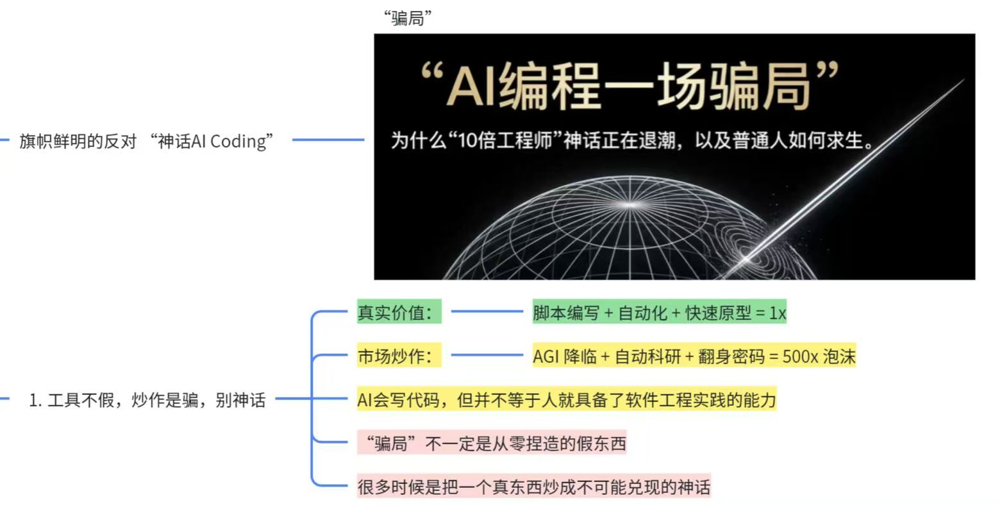 “骗局”
“AI编程一场骗局”
为什么“10倍工程师”神话正在退潮，以及普通人如何求生。
旗帜鲜明的反对 “神话AI Coding”
1. 工具不假，炒作是骗，别神话
真实价值：
脚本编写 + 自动化 + 快速原型 = 1x
市场炒作：
AGI 降临 + 自动科研 + 翻身密码 = 500x 泡沫
AI会写代码，但并不等于人就具备了软件工程实践的能力
“骗局”不一定是从零捏造的假东西
很多时候是把一个真东西炒成不可能兑现的神话